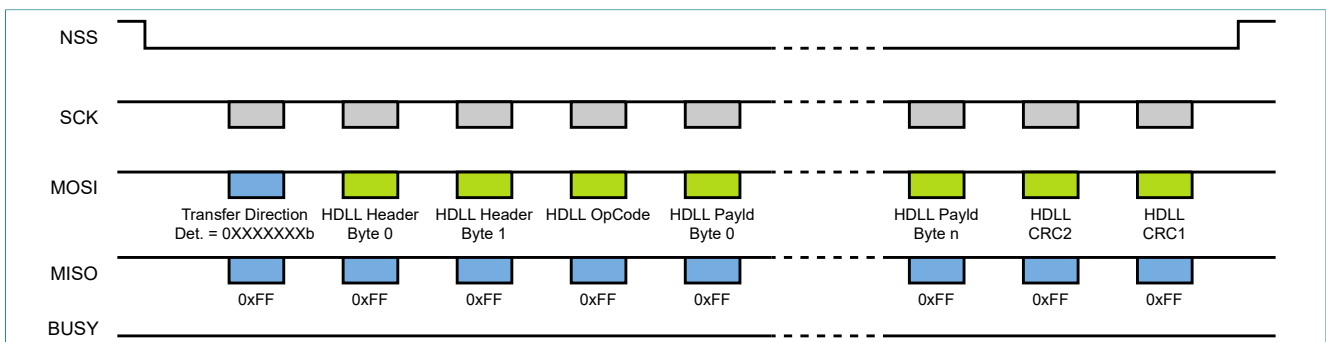 NSS
SCK
MOSI
Transfer Direction HDLL Header HDLL Header HDLL OpCode HDLL Payld HDLL Payld HDLL HDLL
Det. = 0XXXXXXXb Byte 0 Byte 1 Byte 0 Byte n CRC2 CRC1
MISO
0xFF 0xFF 0xFF 0xFF 0xFF 0xFF 0xFF 0xFF
BUSY